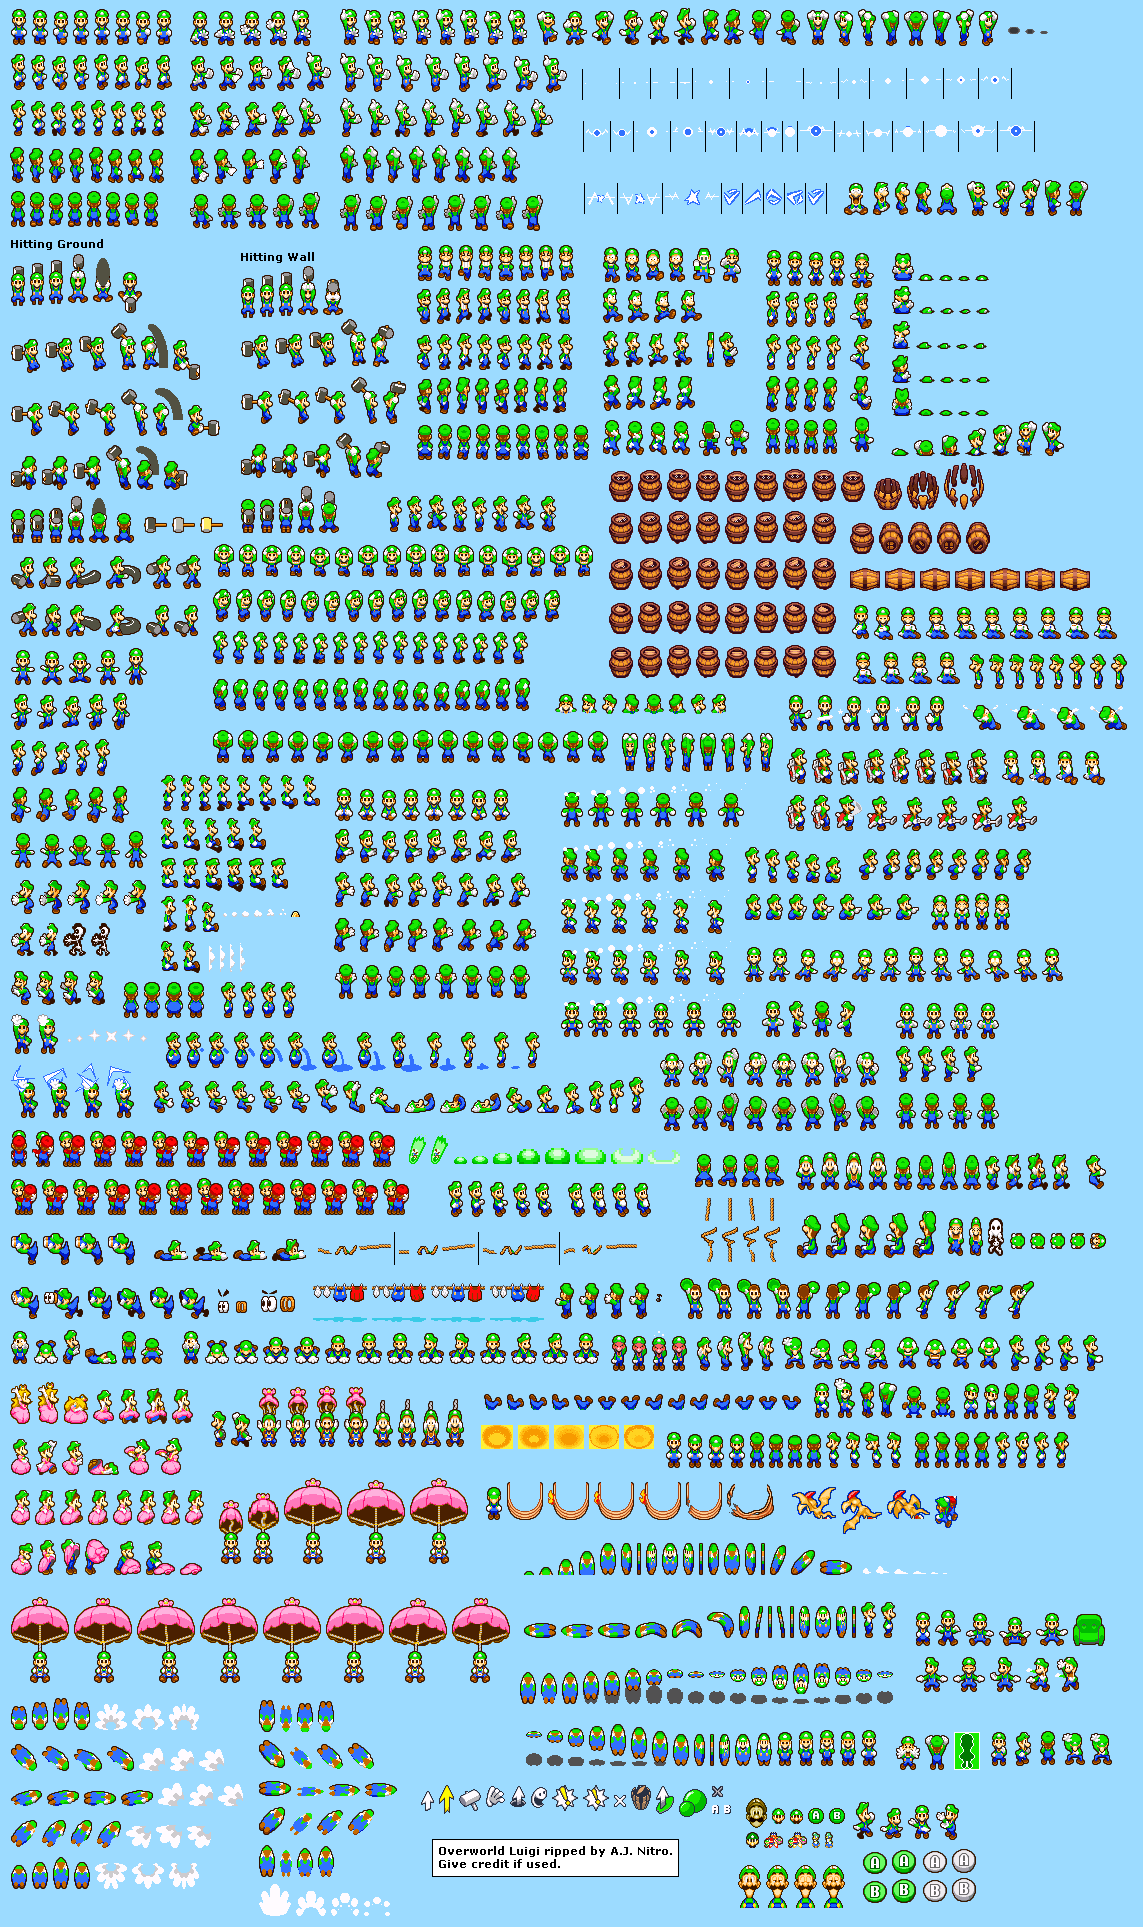 Hitting Ground
Hitting Wall
A B
A B
Overworld Luigi ripped by A.J. Nitro.
Give credit if used.
A A A A
B B B B